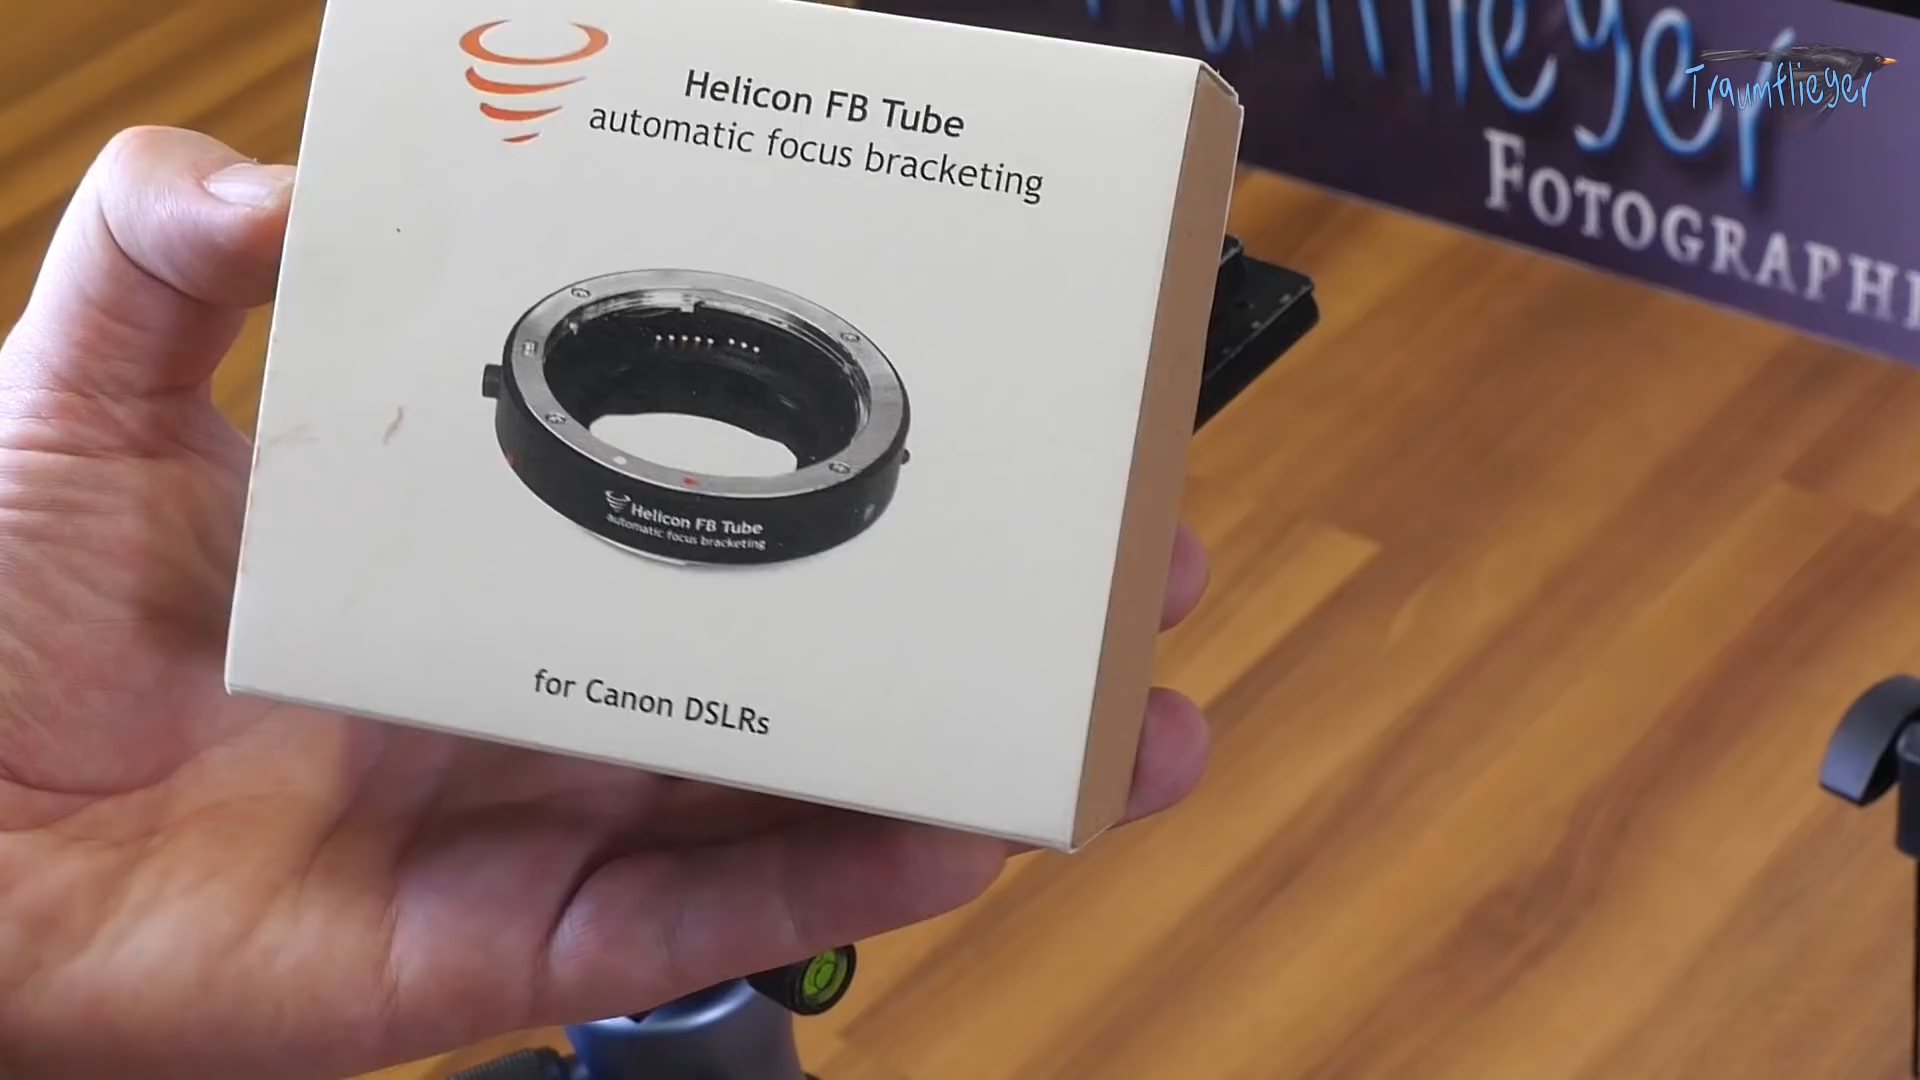 Helicon FB Tube
automatic focus bracketing
Helicon FB Tube
automatic focus bracketing
for Canon DSLRs
Traumflieger
FOTOGRAPHI